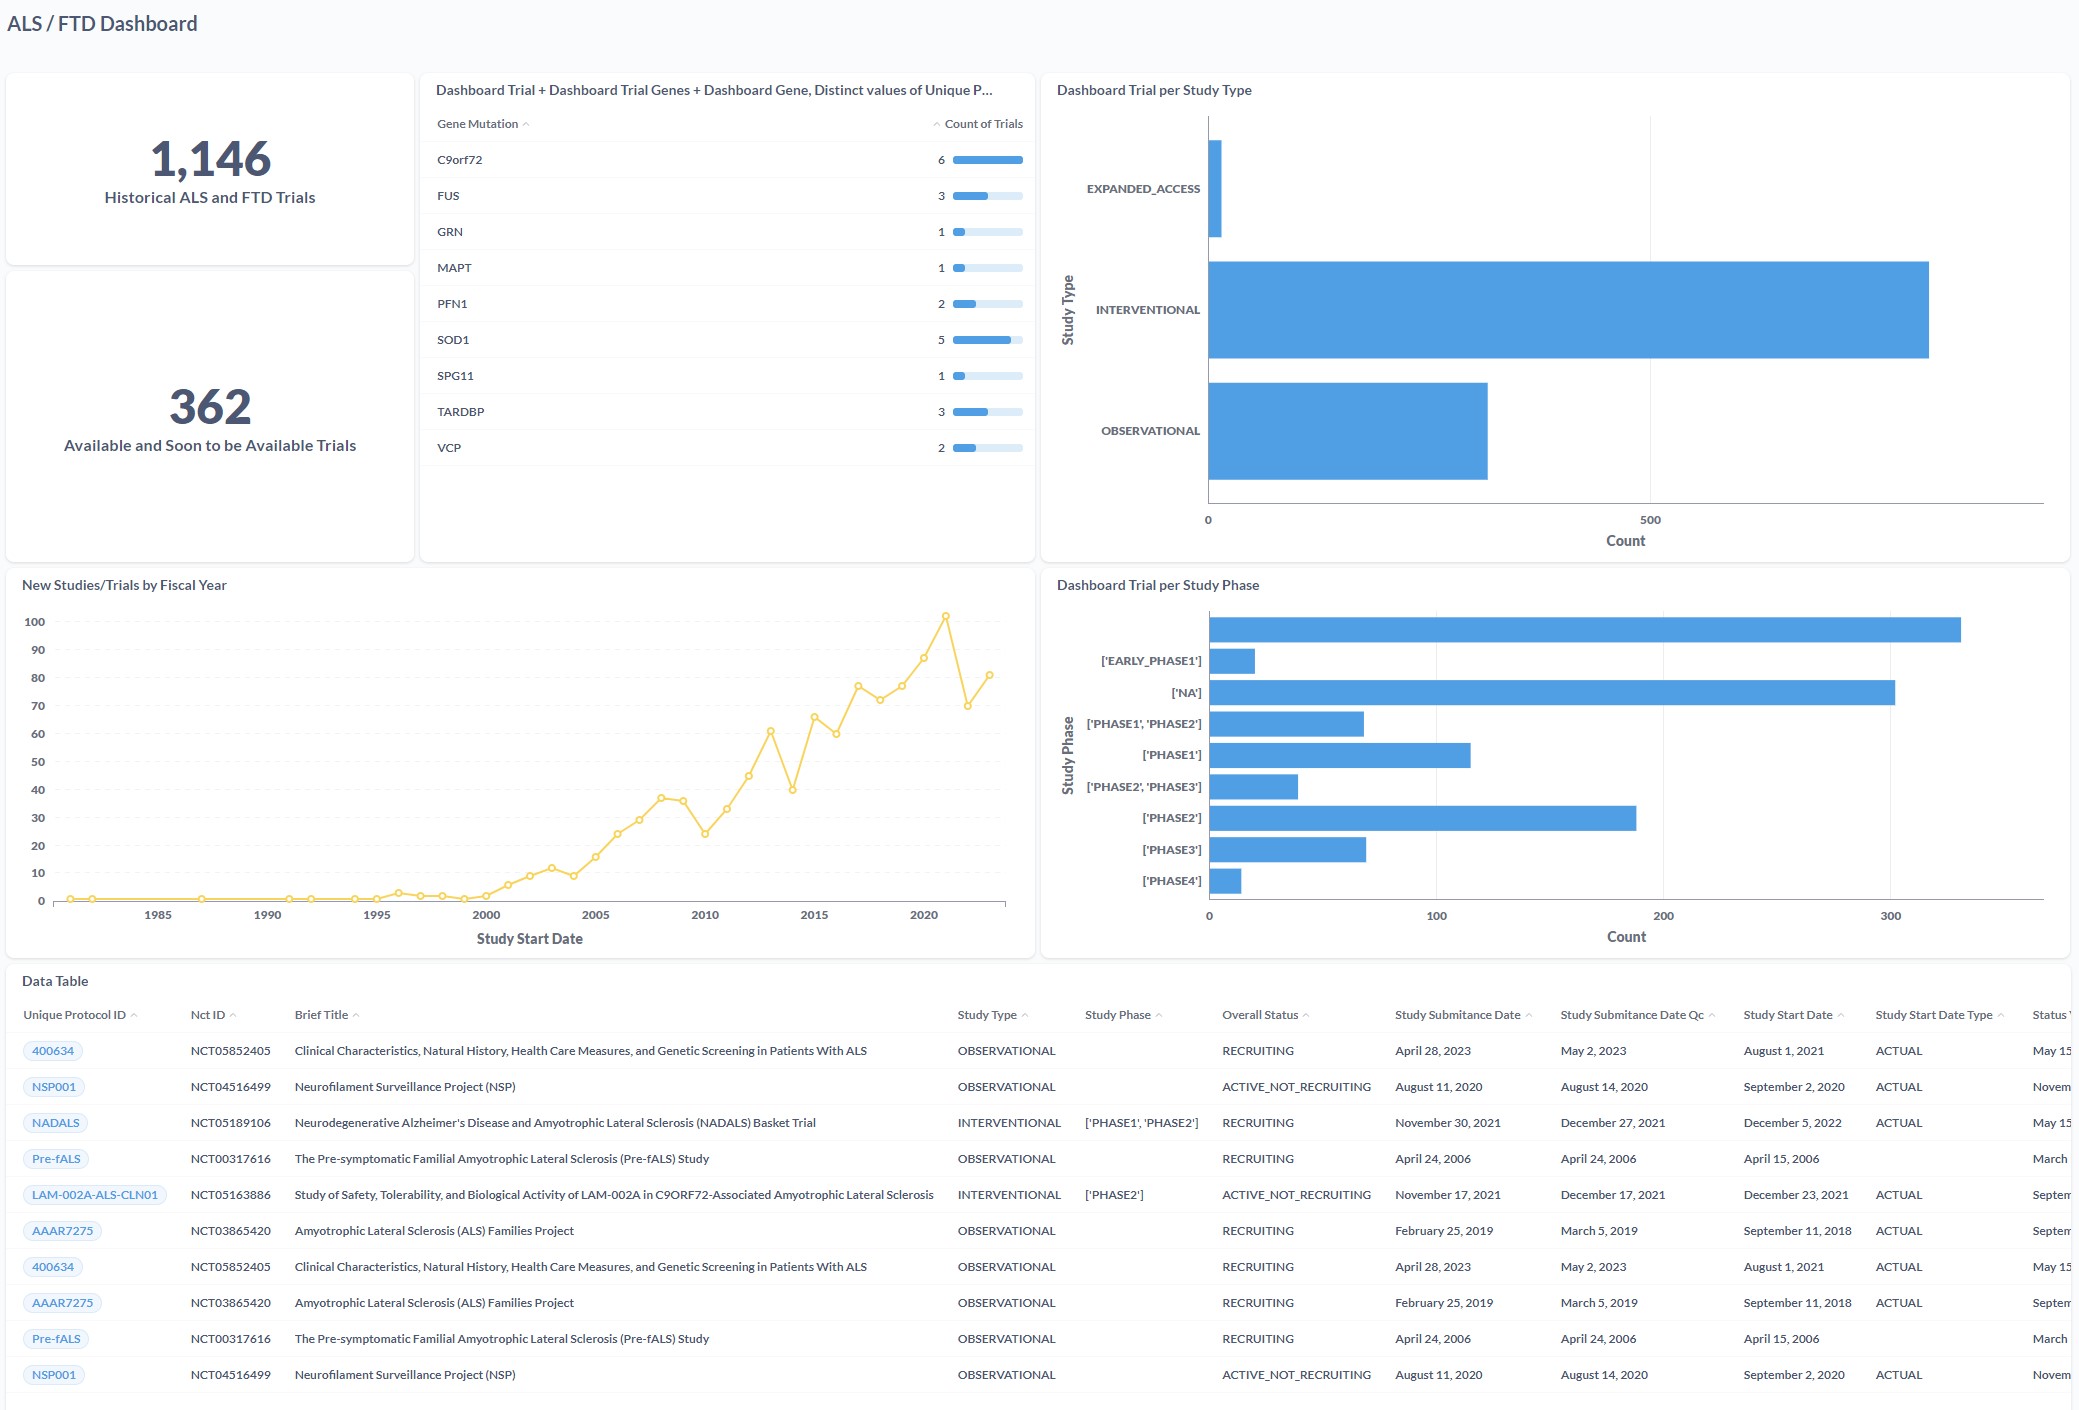 ALS / FTD Dashboard
1,146
Historical ALS and FTD Trials
362
Available and Soon to be Available Trials
Dashboard Trial + Dashboard Trial Genes + Dashboard Gene, Distinct values of Unique P...
Gene Mutation Count of Trials
C9orf72 6
FUS 3
GRN 1
MAPT 1
PFN1 2
SOD1 5
SPG11 1
TARDBP 3
VCP 2
Dashboard Trial per Study Type
Study Type
EXPANDED_ACCESS
INTERVENTIONAL
OBSERVATIONAL
0 500
Count
New Studies/Trials by Fiscal Year
100
90
80
70
60
50
40
30
20
10
0
1985 1990 1995 2000 2005 2010 2015 2020
Study Start Date
Dashboard Trial per Study Phase
Study Phase
['EARLY_PHASE1']
['NA']
['PHASE1', 'PHASE2']
['PHASE1']
['PHASE2', 'PHASE3']
['PHASE2']
['PHASE3']
['PHASE4']
0 100 200 300
Count
Data Table
Unique Protocol ID Nct ID Brief Title Study Type Study Phase Overall Status Study Submitance Date Study Submitance Date Qc Study Start Date Study Start Date Type Status
400634 NCT05852405 Clinical Characteristics, Natural History, Health Care Measures, and Genetic Screening in Patients With ALS OBSERVATIONAL RECRUITING April 28, 2023 May 2, 2023 August 1, 2021 ACTUAL May 15
NSP001 NCT04516499 Neurofilament Surveillance Project (NSP) OBSERVATIONAL ACTIVE_NOT_RECRUITING August 11, 2020 August 14, 2020 September 2, 2020 ACTUAL Novem
NADALS NCT05189106 Neurodegenerative Alzheimer's Disease and Amyotrophic Lateral Sclerosis (NADALS) Basket Trial INTERVENTIONAL ['PHASE1', 'PHASE2'] RECRUITING November 30, 2021 December 27, 2021 December 5, 2022 ACTUAL May 15
Pre-fALS NCT00317616 The Pre-symptomatic Familial Amyotrophic Lateral Sclerosis (Pre-fALS) Study OBSERVATIONAL RECRUITING April 24, 2006 April 24, 2006 April 15, 2006 March
LAM-002A-ALS-CLN01 NCT05163886 Study of Safety, Tolerability, and Biological Activity of LAM-002A in C9ORF72-Associated Amyotrophic Lateral Sclerosis INTERVENTIONAL ['PHASE2'] ACTIVE_NOT_RECRUITING November 17, 2021 December 17, 2021 December 23, 2021 ACTUAL Septem
AAAR7275 NCT03865420 Amyotrophic Lateral Sclerosis (ALS) Families Project OBSERVATIONAL RECRUITING February 25, 2019 March 5, 2019 September 11, 2018 ACTUAL Septem
400634 NCT05852405 Clinical Characteristics, Natural History, Health Care Measures, and Genetic Screening in Patients With ALS OBSERVATIONAL RECRUITING April 28, 2023 May 2, 2023 August 1, 2021 ACTUAL May 15
AAAR7275 NCT03865420 Amyotrophic Lateral Sclerosis (ALS) Families Project OBSERVATIONAL RECRUITING February 25, 2019 March 5, 2019 September 11, 2018 ACTUAL Septem
Pre-fALS NCT00317616 The Pre-symptomatic Familial Amyotrophic Lateral Sclerosis (Pre-fALS) Study OBSERVATIONAL RECRUITING April 24, 2006 April 24, 2006 April 15, 2006 March
NSP001 NCT04516499 Neurofilament Surveillance Project (NSP) OBSERVATIONAL ACTIVE_NOT_RECRUITING August 11, 2020 August 14, 2020 September 2, 2020 ACTUAL Novem